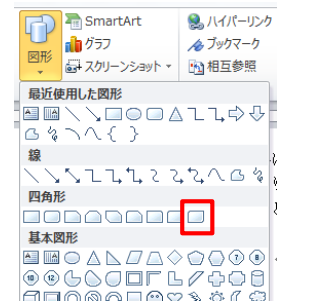 SmartArt
ハイパーリンク
グラフ
ブックマーク
図形
スクリーンショット
相互参照
最近使用した図形
線
四角形
基本図形